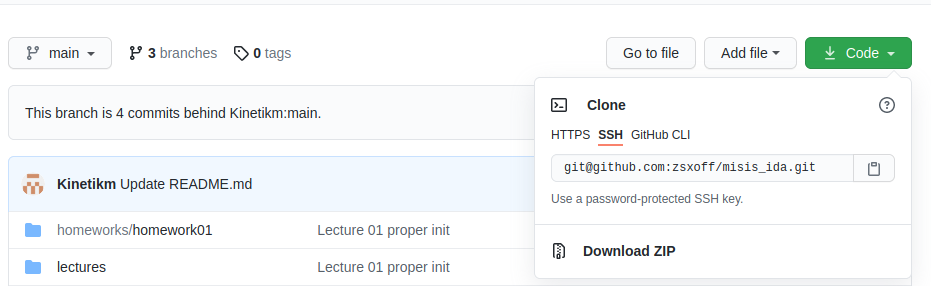 main 3 branches 0 tags Go to file Add file Code
This branch is 4 commits behind Kinetikm:main.
Clone
HTTPS SSH GitHub CLI
git@github.com:zsxoff/misis_ida.git
Use a password-protected SSH key.
Download ZIP
Kinetikm Update README.md
homeworks/homework01 Lecture 01 proper init
lectures Lecture 01 proper init